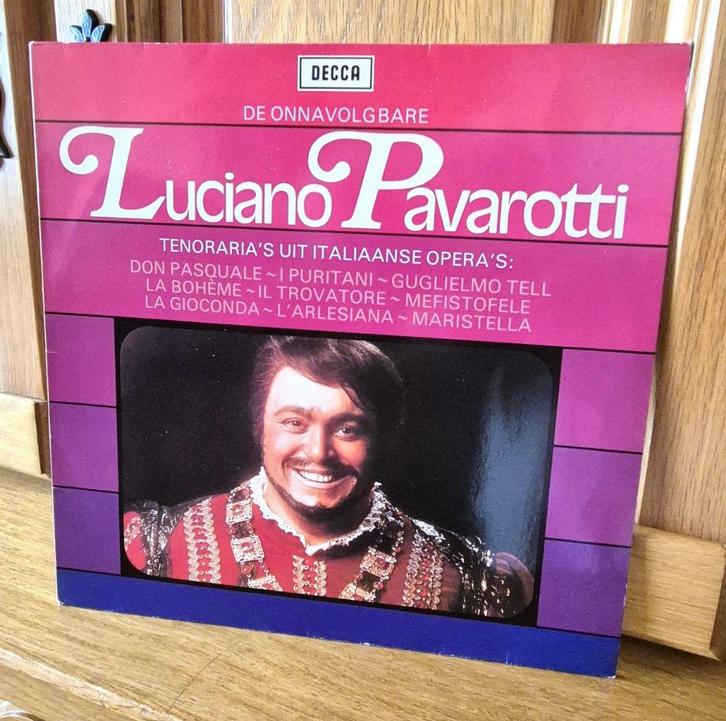 DECCA
DE ONNAVOLGBARE
Luciano Pavarotti
TENORARIA'S UIT ITALIAANSE OPERA'S:
DON PASQUALE ~ I PURITANI ~ GUGLIELMO TELL
LA BOHÈME ~ IL TROVATORE ~ MEFISTOFELE
LA GIOCONDA ~ L'ARLESIANA ~ MARISTELLA